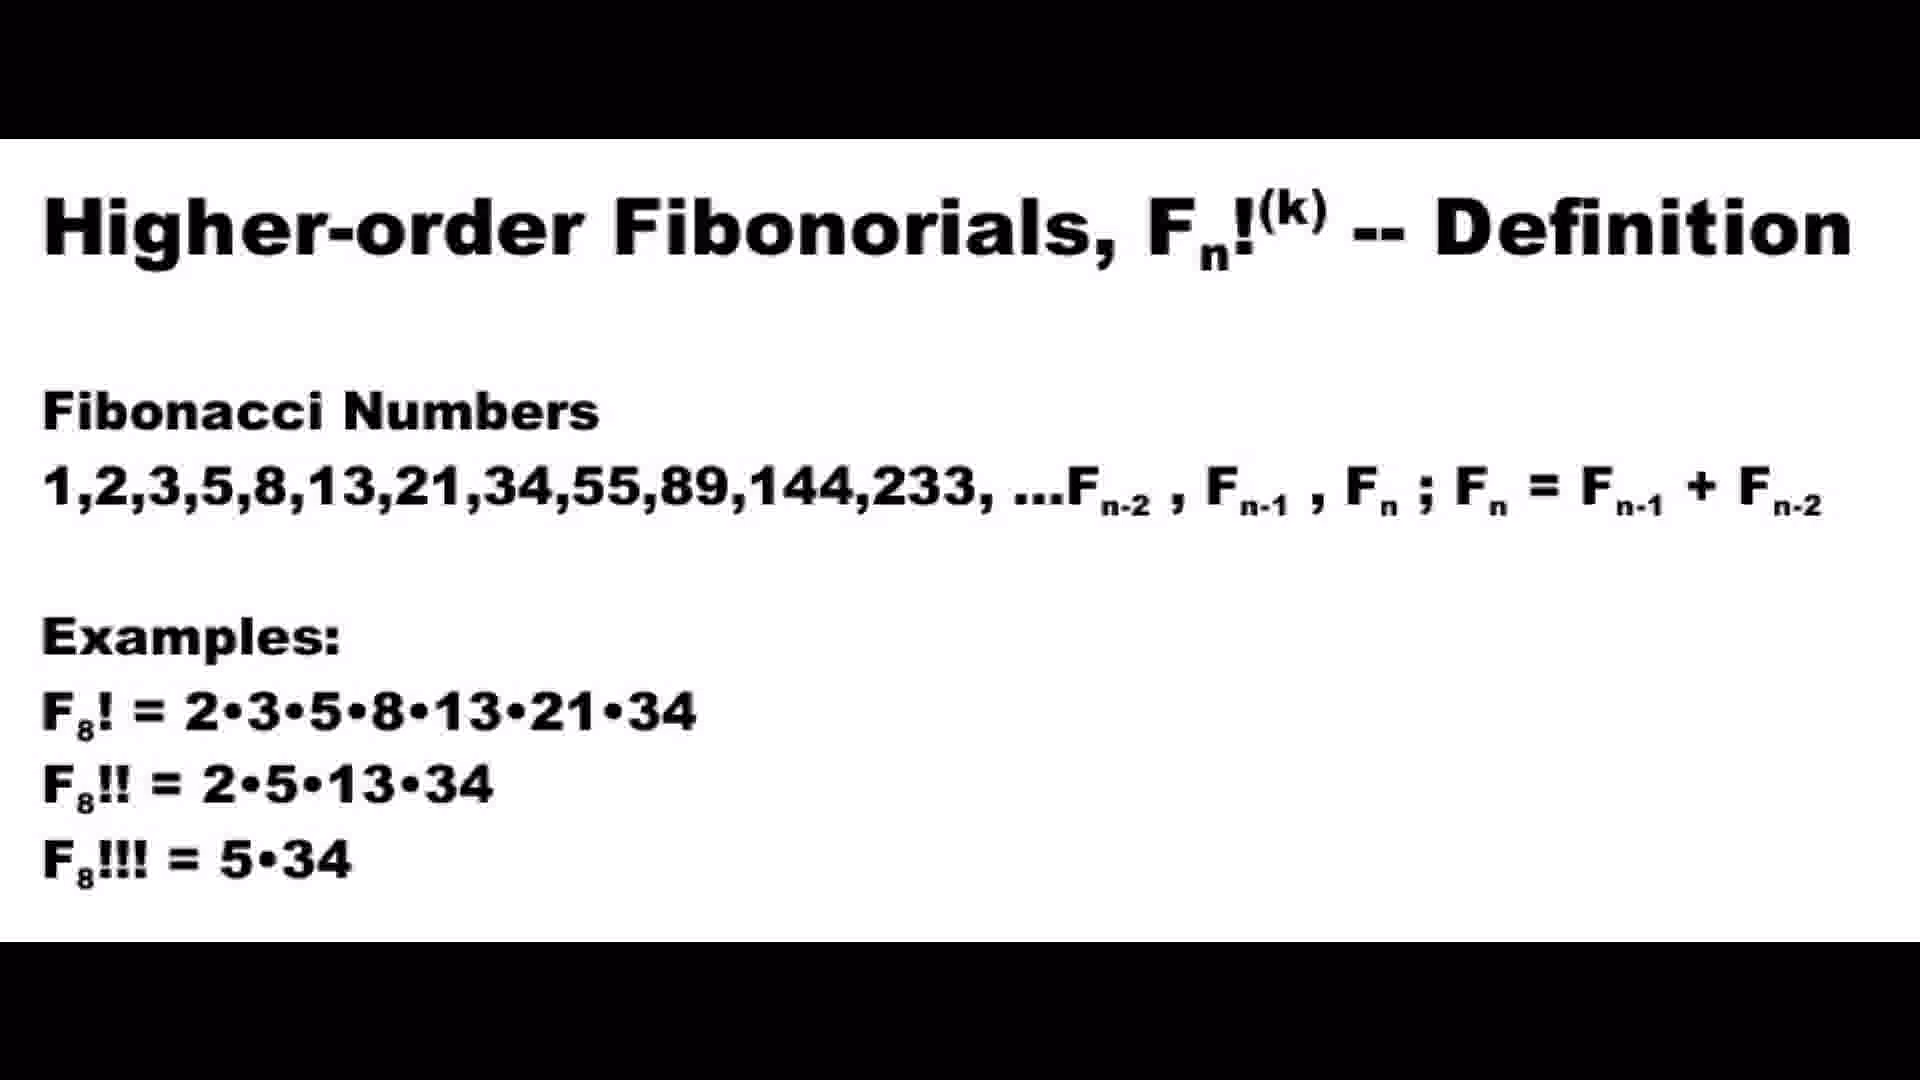 Higher-order Fibonorials, Fₙ!⁽ᵏ⁾ -- Definition
Fibonacci Numbers
1,2,3,5,8,13,21,34,55,89,144,233, ...Fₙ₋₂ , Fₙ₋₁ , Fₙ ; Fₙ = Fₙ₋₁ + Fₙ₋₂
Examples:
F₈! = 2•3•5•8•13•21•34
F₈!! = 2•5•13•34
F₈!!! = 5•34